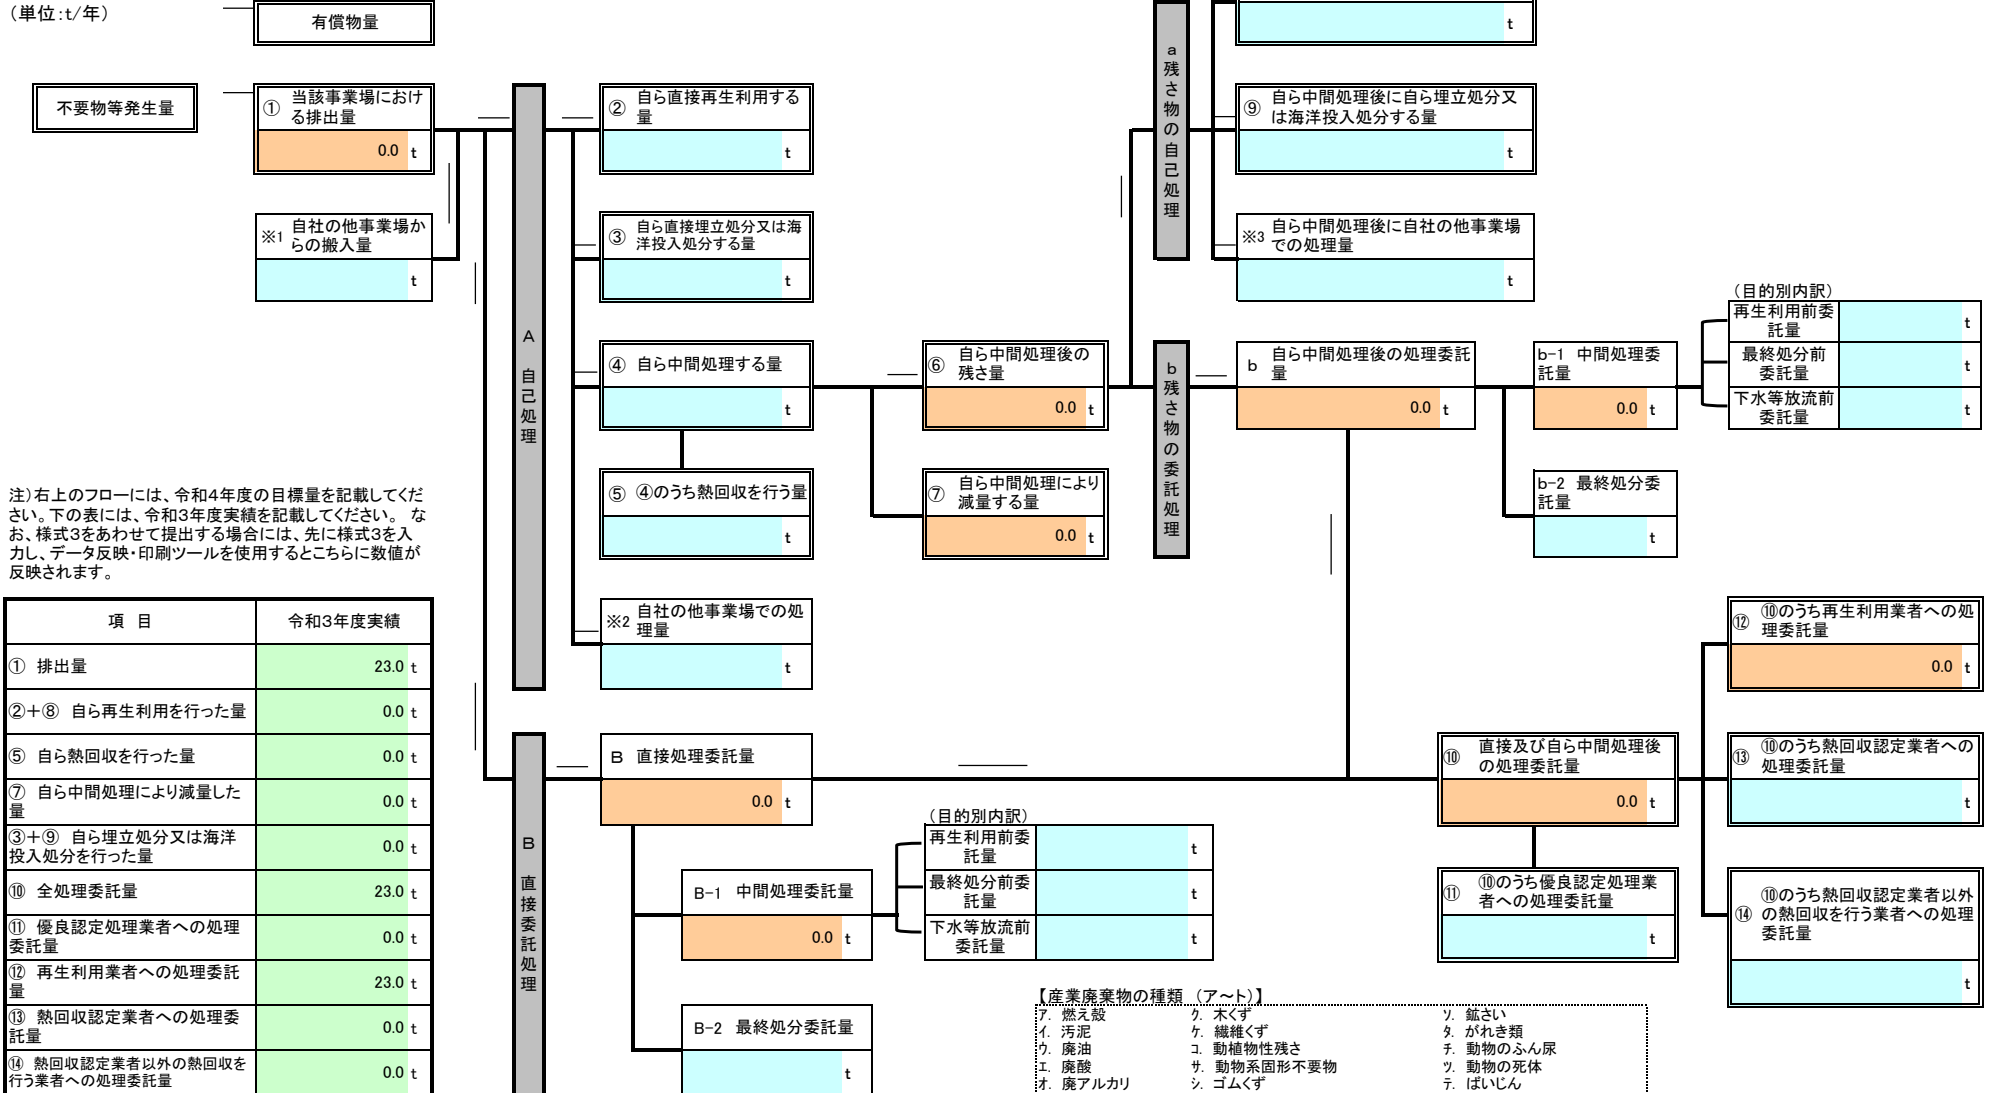 (単位:t/年)
有償物量
t
不要物等発生量
① 当該事業場におけ
る排出量
0.0 t
※1 自社の他事業場か
らの搬入量
t
A 自己処理
② 自ら直接再生利用する
量
t
③ 自ら直接埋立処分又は海
洋投入処分する量
t
④ 自ら中間処理する量
t
⑤ ④のうち熱回収を行う量
t
※2 自社の他事業場での処
理量
t
⑥ 自ら中間処理後の
残さ量
0.0 t
⑦ 自ら中間処理により
減量する量
0.0 t
a 残さ物の自己処理
⑨ 自ら中間処理後に自ら埋立処分又
は海洋投入処分する量
t
※3 自ら中間処理後に自社の他事業場
での処理量
t
b 残さ物の委託処理
b 自ら中間処理後の処理委託
量
0.0 t
b-1 中間処理委
託量
0.0 t
b-2 最終処分委
託量
t
(目的別内訳)
再生利用前委
託量
t
最終処分前
委託量
t
下水等放流前
委託量
t
注)右上のフローには、令和4年度の目標量を記載してくだ
さい。下の表には、令和3年度実績を記載してください。 な
お、様式3をあわせて提出する場合には、先に様式3を入
力し、データ反映・印刷ツールを使用するとこちらに数値が
反映されます。
項 目 令和3年度実績
① 排出量 23.0 t
②+⑧ 自ら再生利用を行った量 0.0 t
⑤ 自ら熱回収を行った量 0.0 t
⑦ 自ら中間処理により減量した
量
0.0 t
③+⑨ 自ら埋立処分又は海洋
投入処分を行った量
0.0 t
⑩ 全処理委託量 23.0 t
⑪ 優良認定処理業者への処理
委託量
0.0 t
⑫ 再生利用業者への処理委託
量
23.0 t
⑬ 熱回収認定業者への処理委
託量
0.0 t
⑭ 熱回収認定業者以外の熱回収を
行う業者への処理委託量
0.0 t
B 直接委託処理
B 直接処理委託量
0.0 t
B-1 中間処理委託量
0.0 t
B-2 最終処分委託量
t
(目的別内訳)
再生利用前委
託量
t
最終処分前委
託量
t
下水等放流前
委託量
t
⑩ 直接及び自ら中間処理後
の処理委託量
0.0 t
⑪ ⑩のうち優良認定処理業
者への処理委託量
t
⑫ ⑩のうち再生利用業者への処
理委託量
0.0 t
⑬ ⑩のうち熱回収認定業者への
処理委託量
t
⑭ ⑩のうち熱回収認定業者以外
の熱回収を行う業者への処理
委託量
t
【産業廃棄物の種類 (ア~ト)】
ア. 燃え殻 ク. 木くず ソ. 鉱さい
イ. 汚泥 ケ. 繊維くず タ. がれき類
ウ. 廃油 コ. 動植物性残さ チ. 動物のふん尿
エ. 廃酸 サ. 動物系固形不要物 ツ. 動物の死体
オ. 廃アルカリ シ. ゴムくず テ. ばいじん